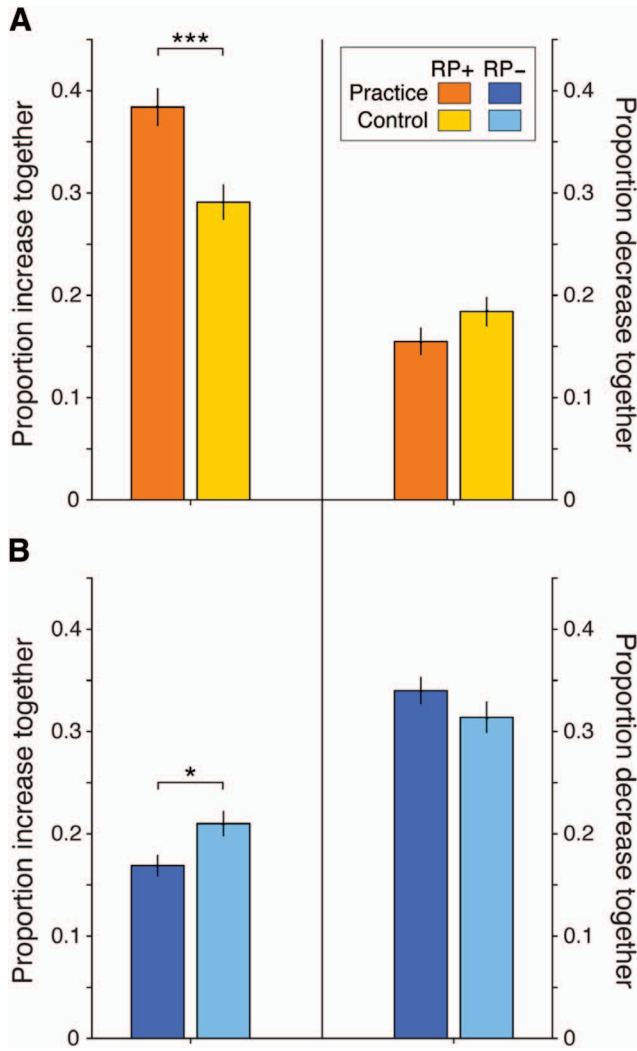 A
***
RP+ RP−
Practice
Control
Proportion increase together
0.4
0.3
0.2
0.1
0
0.4
0.3
0.2
0.1
0
Proportion decrease together
B
*
Proportion increase together
0.4
0.3
0.2
0.1
0
0.4
0.3
0.2
0.1
0
Proportion decrease together